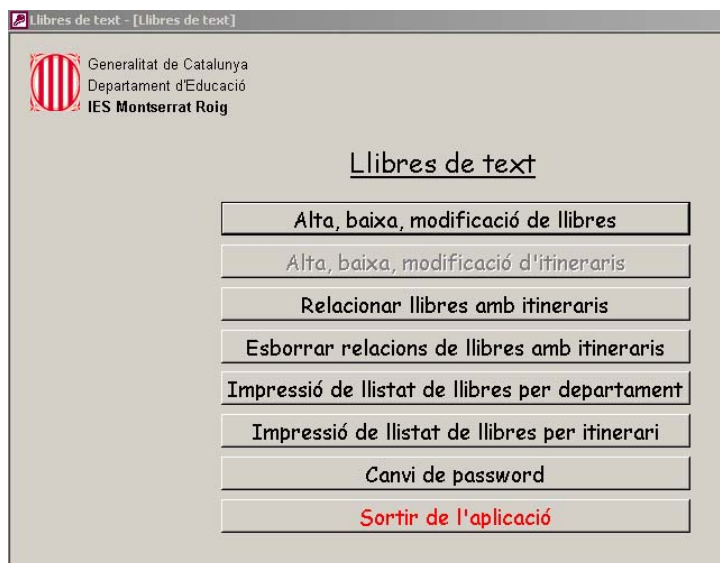 Llibres de text - [Llibres de text]
Generalitat de Catalunya
Departament d'Educació
IES Montserrat Roig
Llibres de text
Alta, baixa, modificació de llibres
Alta, baixa, modificació d'itineraris
Relacionar llibres amb itineraris
Esborrar relacions de llibres amb itineraris
Impressió de llistat de llibres per departament
Impressió de llistat de llibres per itinerari
Canvi de password
Sortir de l'aplicació